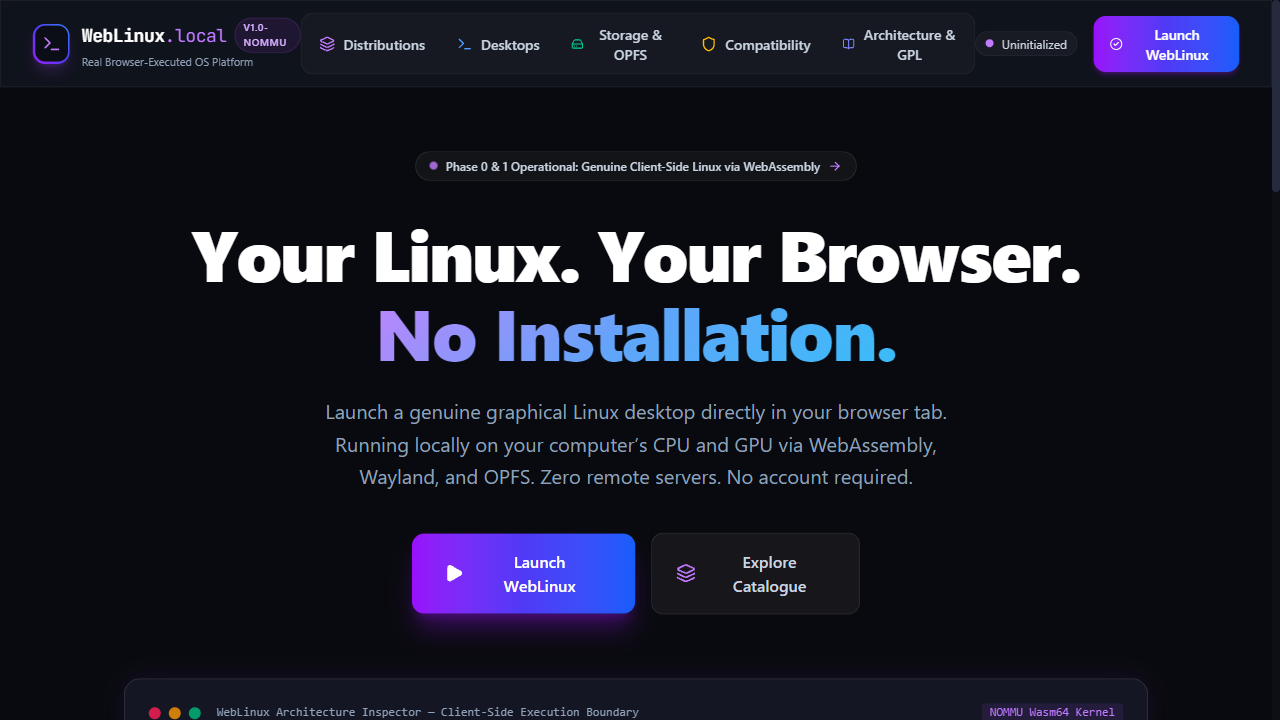 WebLinux.local
V1.0-
NOMMU
Real Browser-Executed OS Platform
Distributions
Desktops
Storage &
OPFS
Compatibility
Architecture &
GPL
Uninitialized
Launch
WebLinux
Phase 0 & 1 Operational: Genuine Client-Side Linux via WebAssembly
Your Linux. Your Browser.
No Installation.
Launch a genuine graphical Linux desktop directly in your browser tab.
Running locally on your computer's CPU and GPU via WebAssembly,
Wayland, and OPFS. Zero remote servers. No account required.
Launch
WebLinux
Explore
Catalogue
WebLinux Architecture Inspector — Client-Side Execution Boundary
NOMMU Wasm64 Kernel